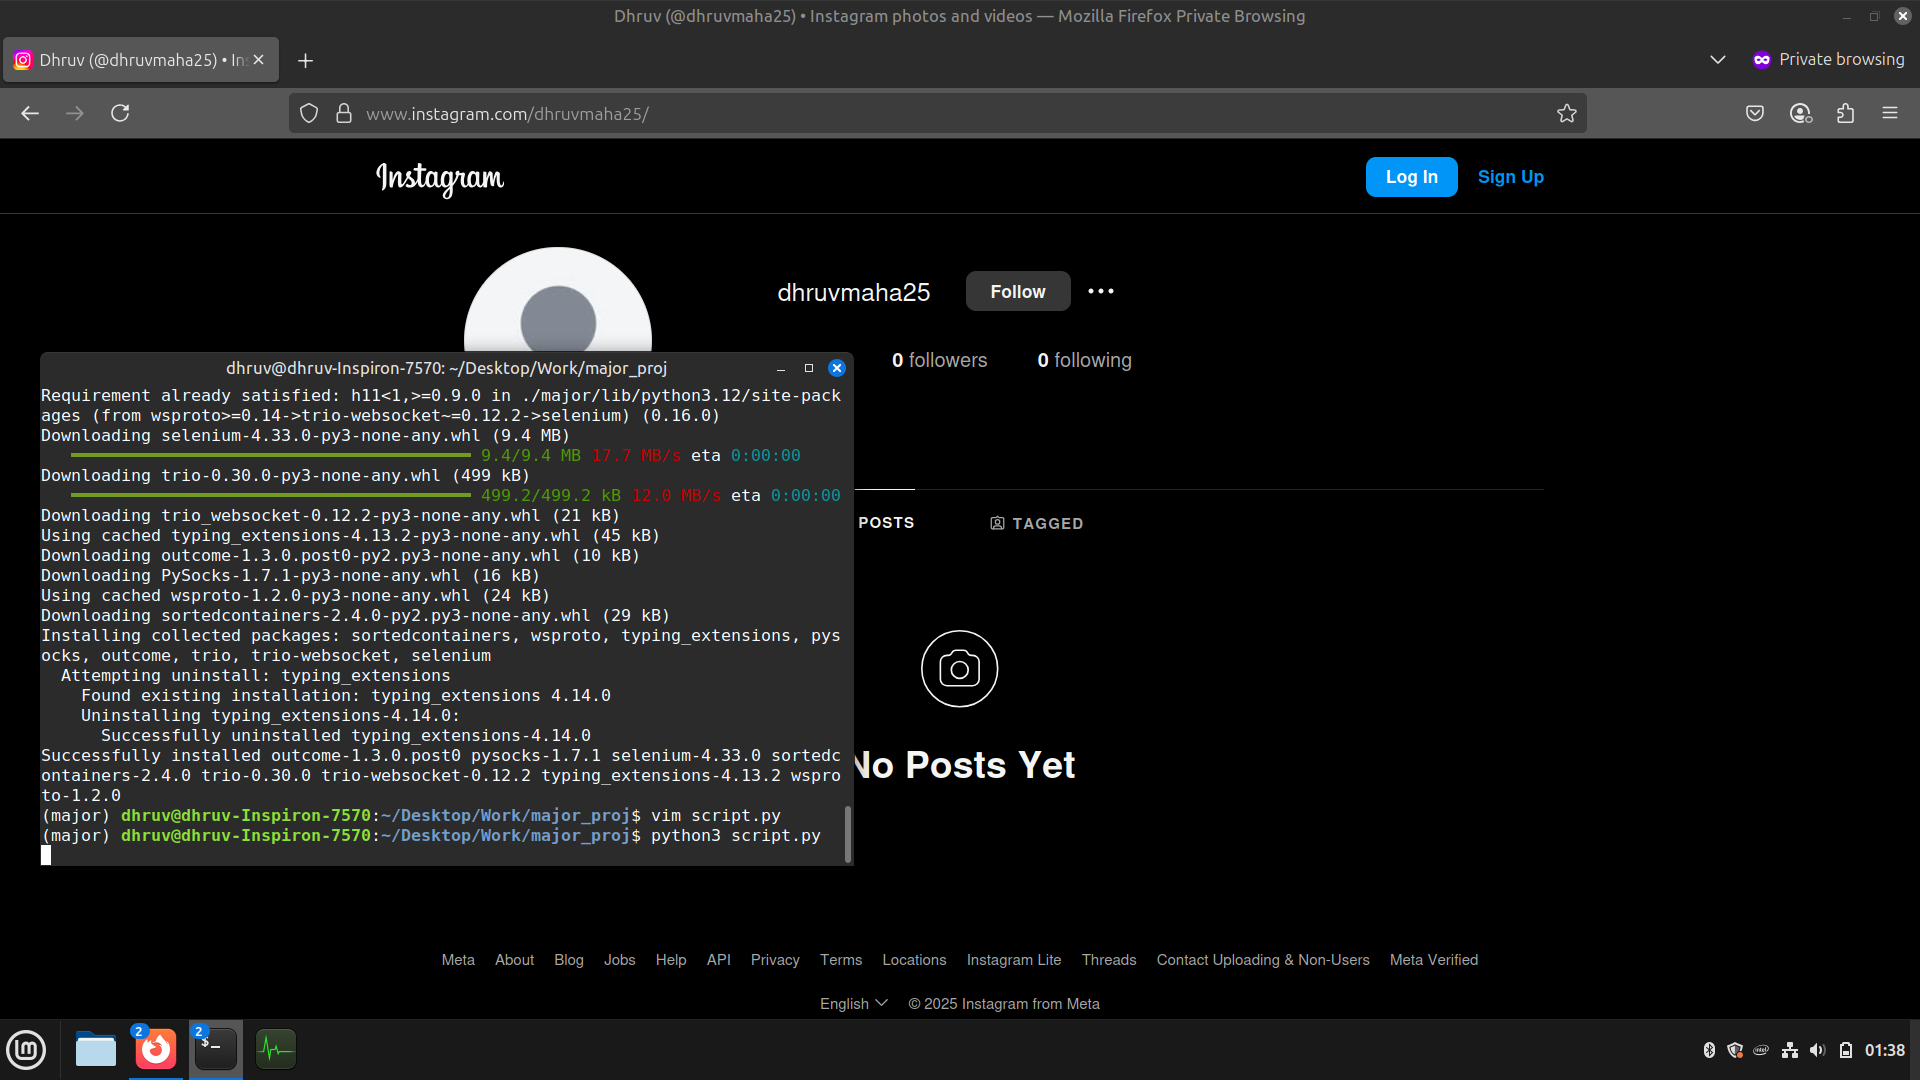 Dhruv (@dhruvmaha25) • Instagram photos and videos — Mozilla Firefox Private Browsing
Dhruv (@dhruvmaha25) • In
Private browsing
www.instagram.com/dhruvmaha25/
Instagram
Log In
Sign Up
dhruvmaha25
Follow
0 followers
0 following
dhruv@dhruv-Inspiron-7570: ~/Desktop/Work/major_proj
Requirement already satisfied: h11<1,>=0.9.0 in ./major/lib/python3.12/site-pack
ages (from wsproto>=0.14->trio-websocket~=0.12.2->selenium) (0.16.0)
Downloading selenium-4.33.0-py3-none-any.whl (9.4 MB)
9.4/9.4 MB 17.7 MB/s eta 0:00:00
Downloading trio-0.30.0-py3-none-any.whl (499 kB)
499.2/499.2 kB 12.0 MB/s eta 0:00:00
Downloading trio_websocket-0.12.2-py3-none-any.whl (21 kB)
Using cached typing_extensions-4.13.2-py3-none-any.whl (45 kB)
Downloading outcome-1.3.0.post0-py2.py3-none-any.whl (10 kB)
Downloading PySocks-1.7.1-py3-none-any.whl (16 kB)
Using cached wsproto-1.2.0-py3-none-any.whl (24 kB)
Downloading sortedcontainers-2.4.0-py2.py3-none-any.whl (29 kB)
Installing collected packages: sortedcontainers, wsproto, typing_extensions, pys
ocks, outcome, trio, trio-websocket, selenium
  Attempting uninstall: typing_extensions
    Found existing installation: typing_extensions 4.14.0
    Uninstalling typing_extensions-4.14.0:
      Successfully uninstalled typing_extensions-4.14.0
Successfully installed outcome-1.3.0.post0 pysocks-1.7.1 selenium-4.33.0 sortedc
ontainers-2.4.0 trio-0.30.0 trio-websocket-0.12.2 typing_extensions-4.13.2 wspro
to-1.2.0
(major) dhruv@dhruv-Inspiron-7570:~/Desktop/Work/major_proj$ vim script.py
(major) dhruv@dhruv-Inspiron-7570:~/Desktop/Work/major_proj$ python3 script.py
POSTS
TAGGED
No Posts Yet
Meta About Blog Jobs Help API Privacy Terms Locations Instagram Lite Threads Contact Uploading & Non-Users Meta Verified
English © 2025 Instagram from Meta
2
2
$_
01:38